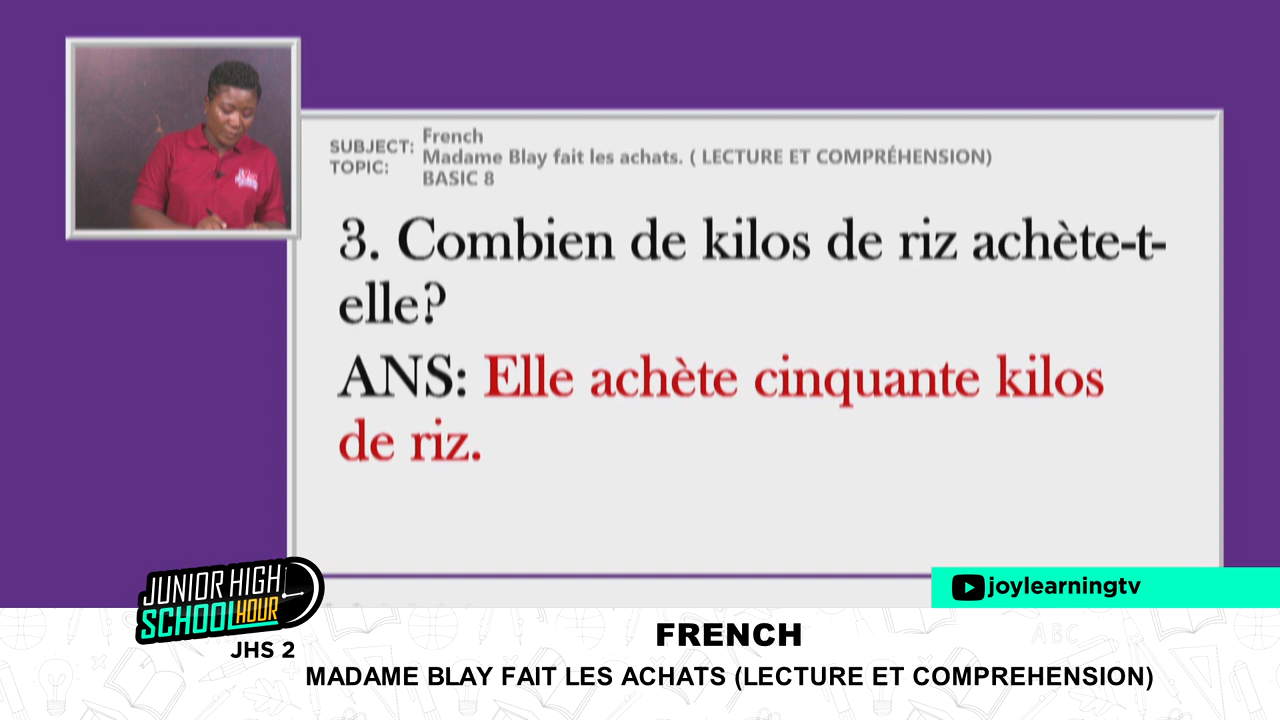 SUBJECT: French
TOPIC: Madame Blay fait les achats. ( LECTURE ET COMPRÉHENSION)
BASIC 8
3. Combien de kilos de riz achète-t-
elle?
ANS: Elle achète cinquante kilos
de riz.
JUNIOR HIGH
SCHOOL HOUR
JHS 2
joylearningtv
FRENCH
MADAME BLAY FAIT LES ACHATS (LECTURE ET COMPREHENSION)
ABC